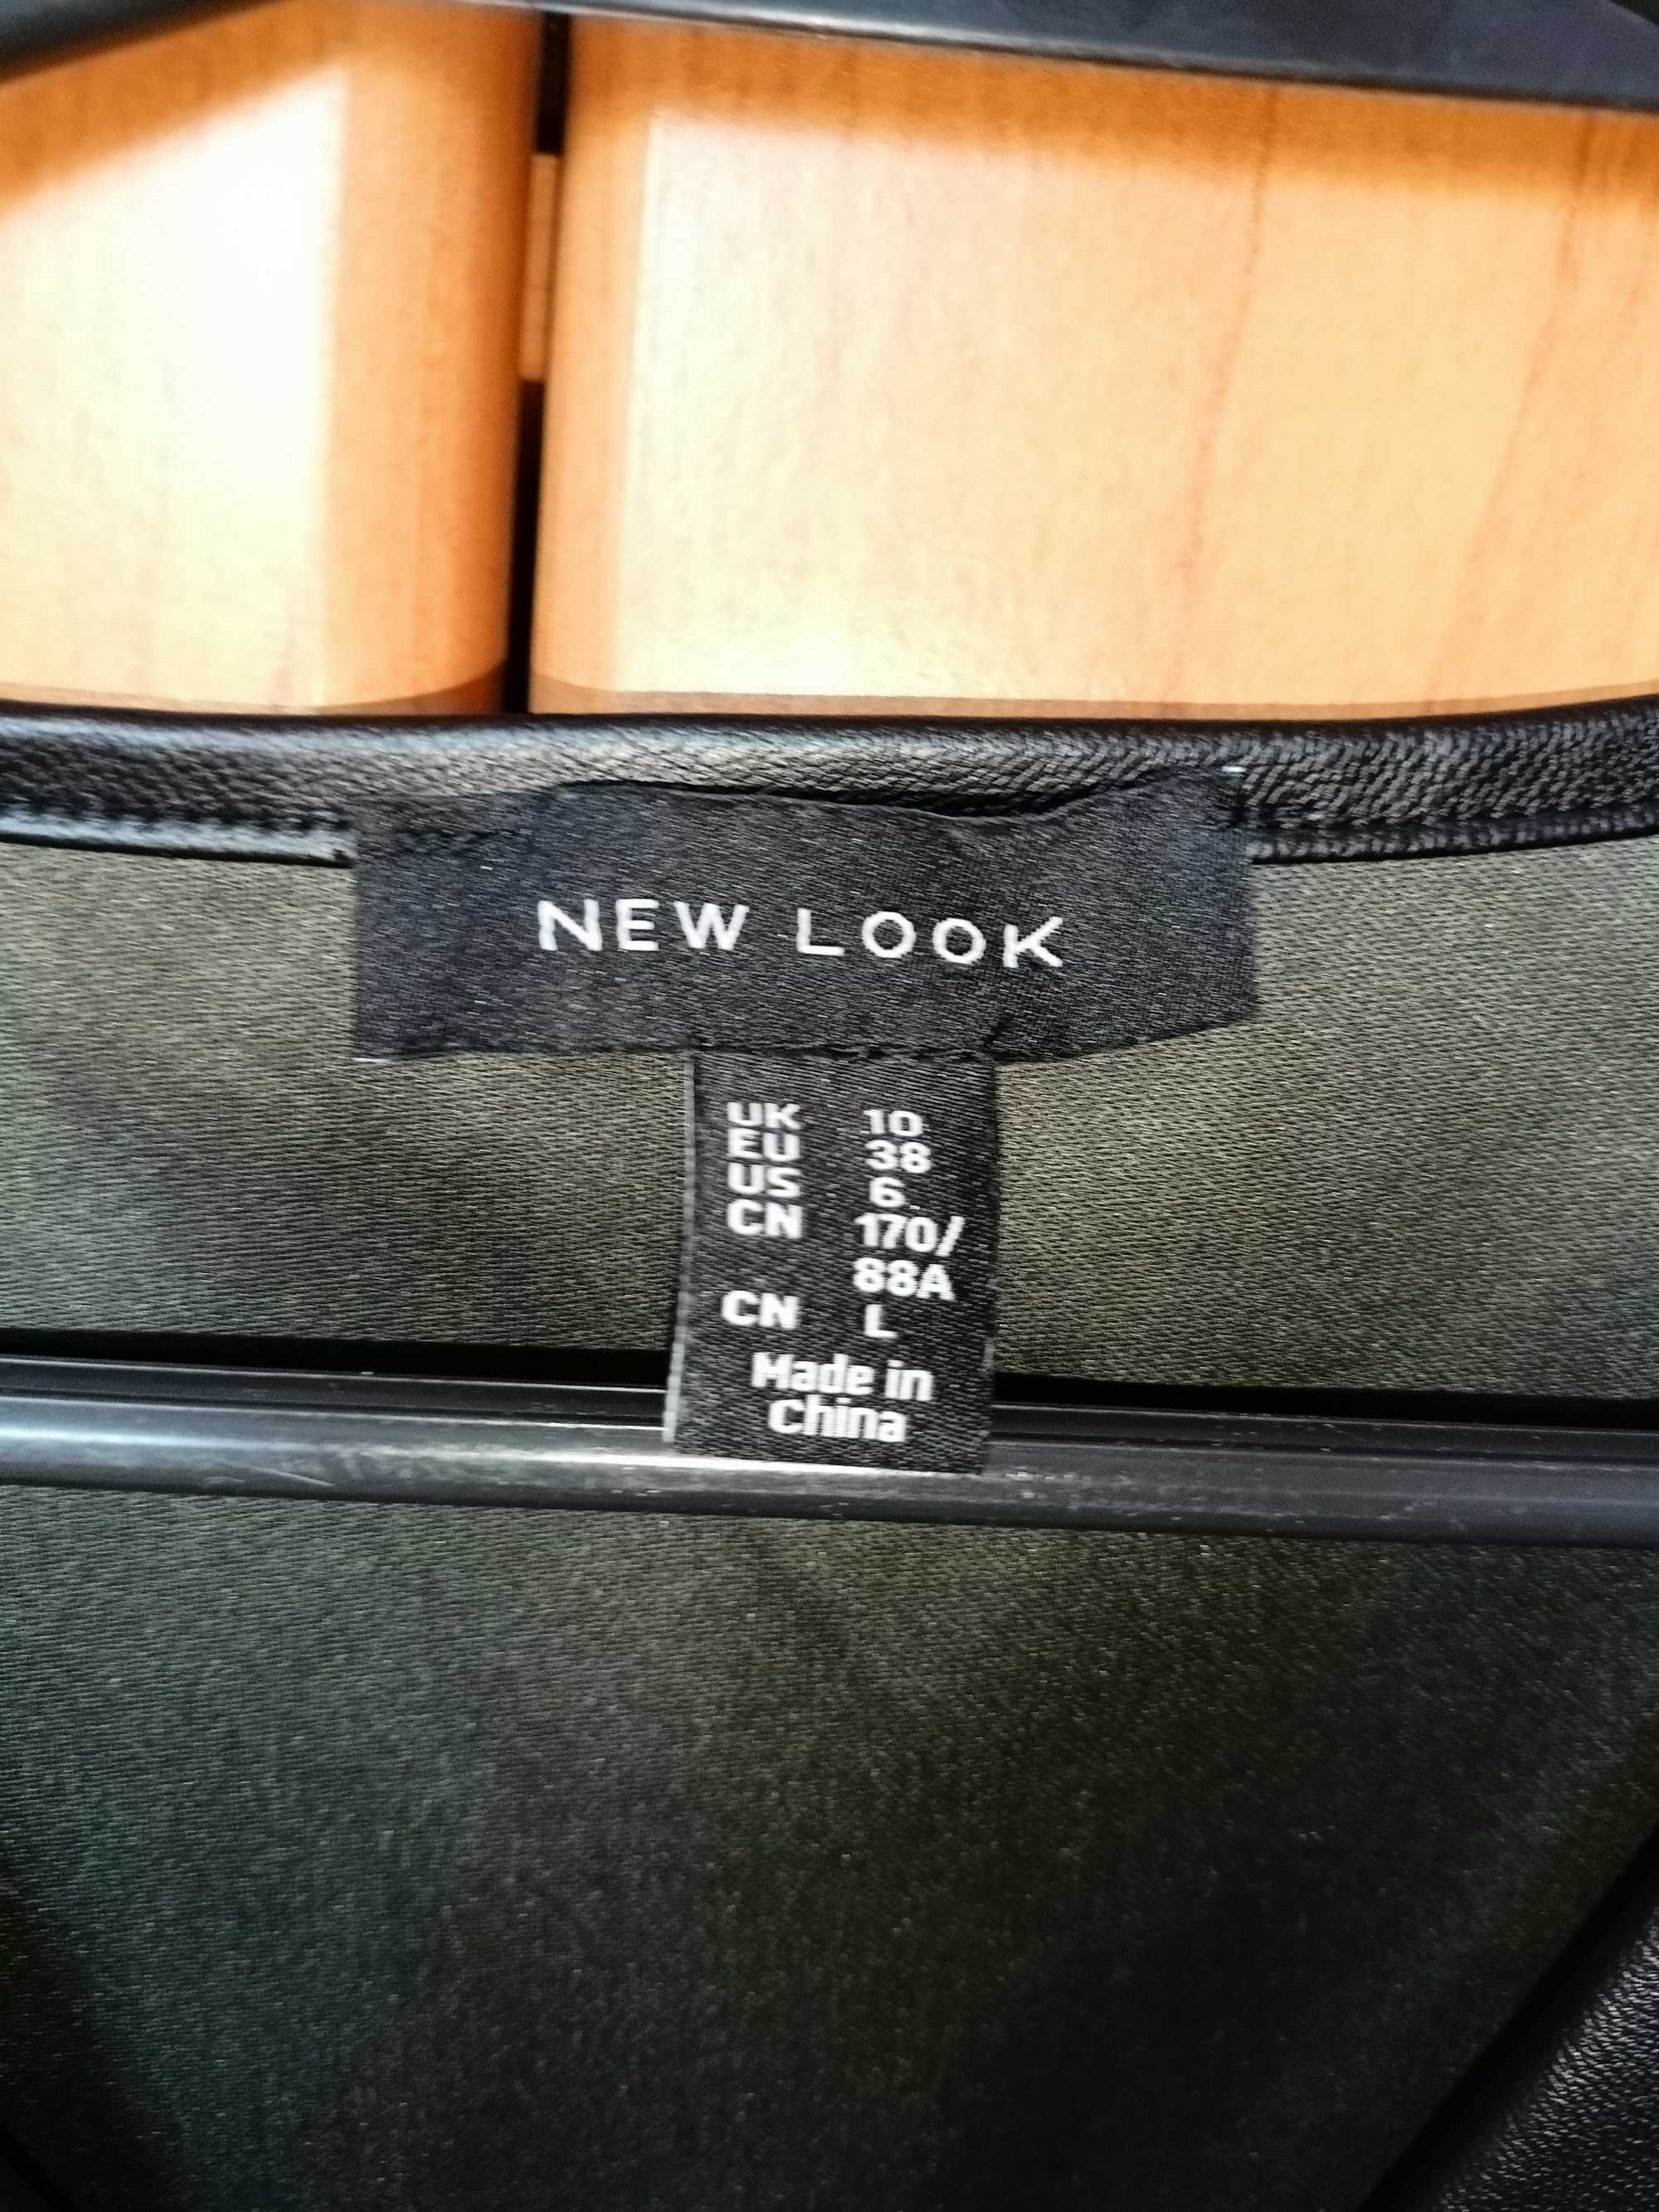 NEW LOOK
UK 10
EU 38
US 6
CN 170/
88A
CN L
Made in
China